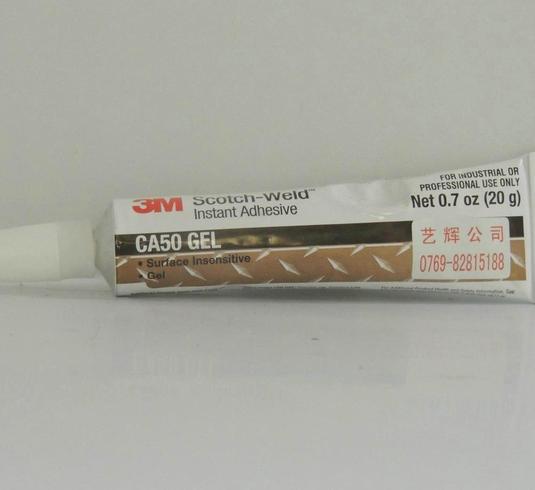 3M Scotch-Weld™
Instant Adhesive
FOR INDUSTRIAL OR
PROFESSIONAL USE ONLY
Net 0.7 oz (20 g)
CA50 GEL
• Surface Insensitive
• Gel
艺辉公司
0769-82815188